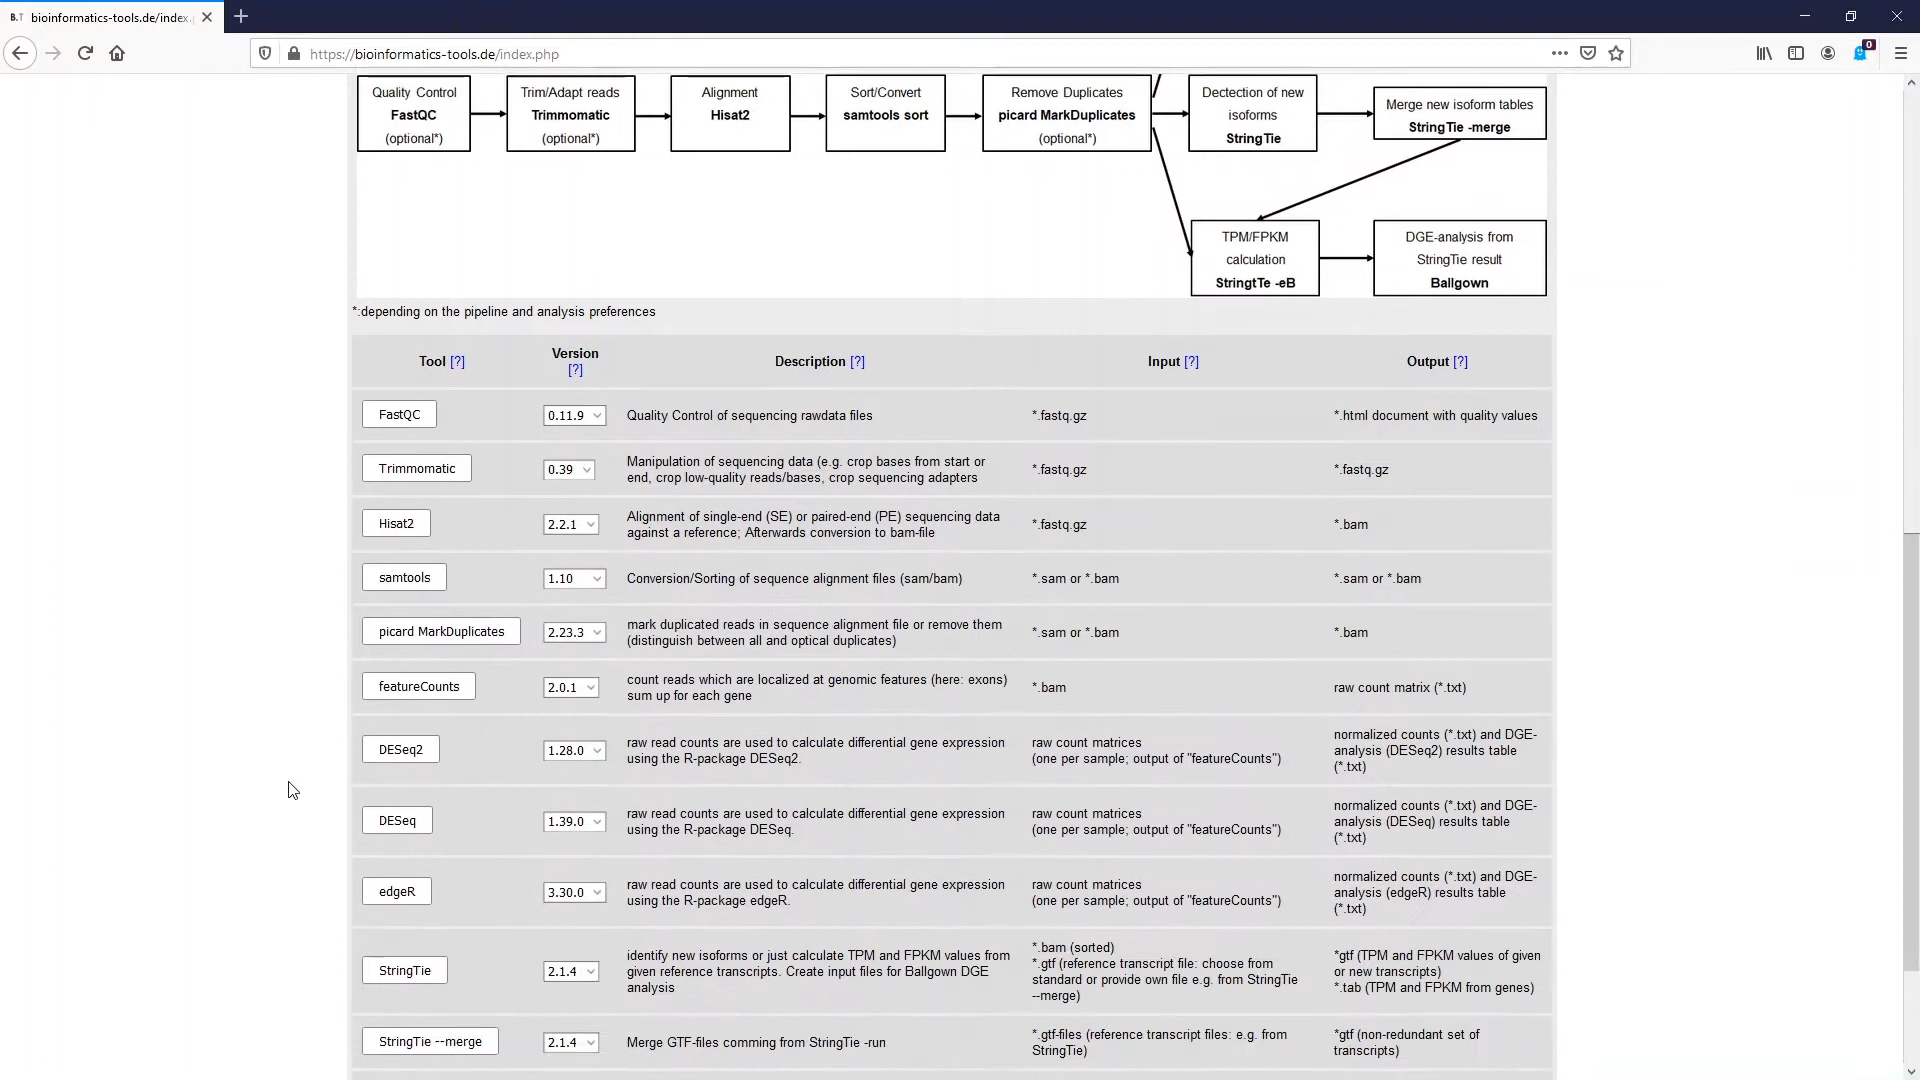 B.T bioinformatics-tools.de/index.
https://bioinformatics-tools.de/index.php
0
Quality Control
FastQC
(optional*)
Trim/Adapt reads
Trimmomatic
(optional*)
Alignment
Hisat2
Sort/Convert
samtools sort
Remove Duplicates
picard MarkDuplicates
(optional*)
Dectection of new
isoforms
StringTie
Merge new isoform tables
StringTie -merge
TPM/FPKM
calculation
StringtTe -eB
DGE-analysis from
StringTie result
Ballgown
*:depending on the pipeline and analysis preferences
Tool [?]
Version
[?]
Description [?]
Input [?]
Output [?]
FastQC
0.11.9
Quality Control of sequencing rawdata files
*.fastq.gz
*.html document with quality values
Trimmomatic
0.39
Manipulation of sequencing data (e.g. crop bases from start or
end, crop low-quality reads/bases, crop sequencing adapters
*.fastq.gz
*.fastq.gz
Hisat2
2.2.1
Alignment of single-end (SE) or paired-end (PE) sequencing data
against a reference; Afterwards conversion to bam-file
*.fastq.gz
*.bam
samtools
1.10
Conversion/Sorting of sequence alignment files (sam/bam)
*.sam or *.bam
*.sam or *.bam
picard MarkDuplicates
2.23.3
mark duplicated reads in sequence alignment file or remove them
(distinguish between all and optical duplicates)
*.sam or *.bam
*.bam
featureCounts
2.0.1
count reads which are localized at genomic features (here: exons)
sum up for each gene
*.bam
raw count matrix (*.txt)
DESeq2
1.28.0
raw read counts are used to calculate differential gene expression
using the R-package DESeq2.
raw count matrices
(one per sample; output of "featureCounts")
normalized counts (*.txt) and DGE-
analysis (DESeq2) results table
(*.txt)
DESeq
1.39.0
raw read counts are used to calculate differential gene expression
using the R-package DESeq.
raw count matrices
(one per sample; output of "featureCounts")
normalized counts (*.txt) and DGE-
analysis (DESeq) results table
(*.txt)
edgeR
3.30.0
raw read counts are used to calculate differential gene expression
using the R-package edgeR.
raw count matrices
(one per sample; output of "featureCounts")
normalized counts (*.txt) and DGE-
analysis (edgeR) results table
(*.txt)
StringTie
2.1.4
identify new isoforms or just calculate TPM and FPKM values from
given reference transcripts. Create input files for Ballgown DGE
analysis
*.bam (sorted)
*.gtf (reference transcript file: choose from
standard or provide own file e.g. from StringTie
--merge)
*gtf (TPM and FPKM values of given
or new transcripts)
*.tab (TPM and FPKM from genes)
StringTie --merge
2.1.4
Merge GTF-files comming from StringTie -run
*.gtf-files (reference transcript files: e.g. from
StringTie)
*gtf (non-redundant set of
transcripts)